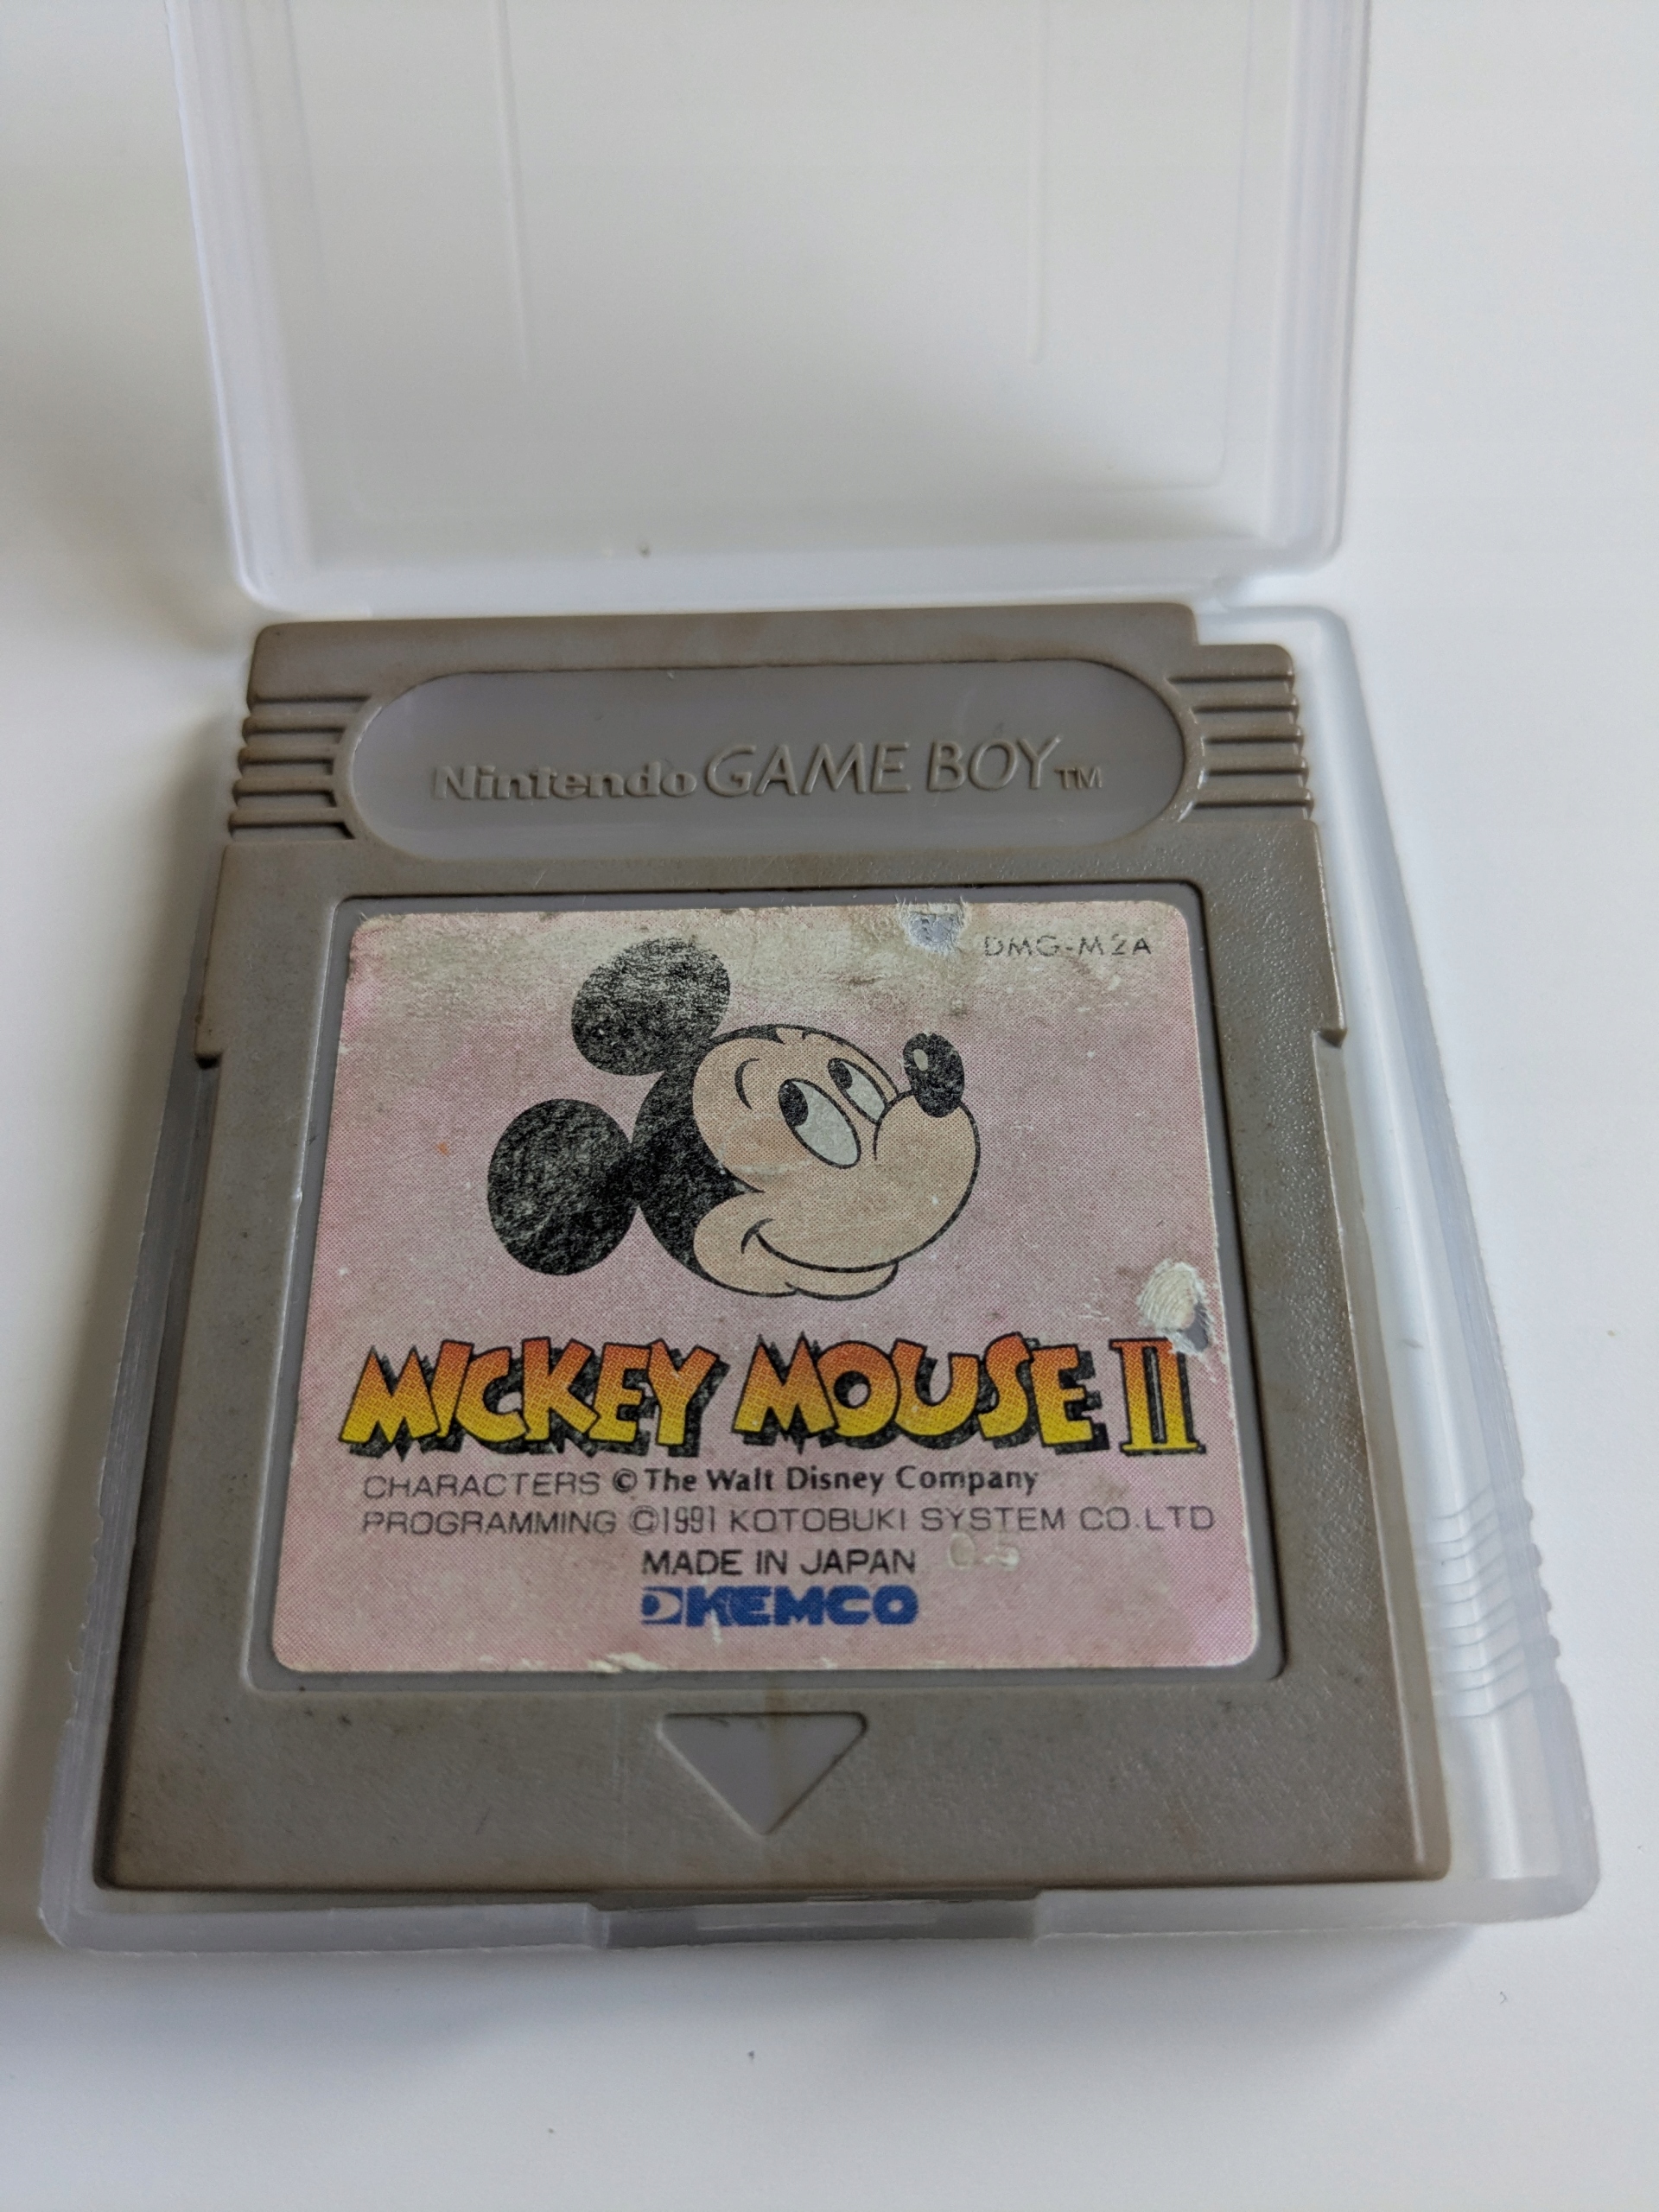 Nintendo GAME BOY™
DMG-M2A
MICKEY MOUSE II
CHARACTERS © The Walt Disney Company
PROGRAMMING ©1991 KOTOBUKI SYSTEM CO.LTD
MADE IN JAPAN
KEMCO